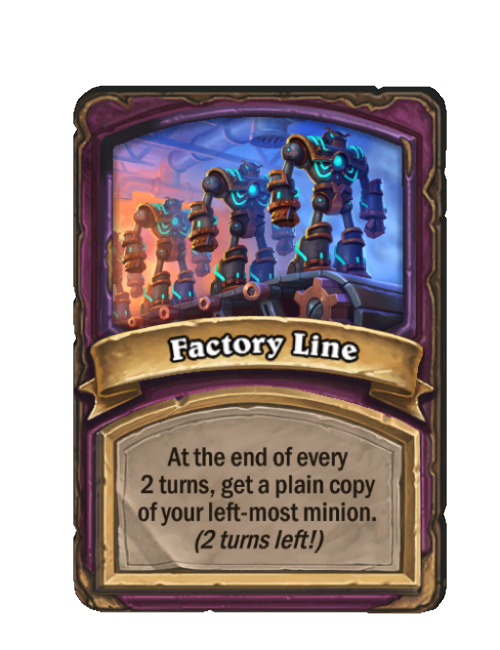 Factory Line
At the end of every
2 turns, get a plain copy
of your left-most minion.
(2 turns left!)